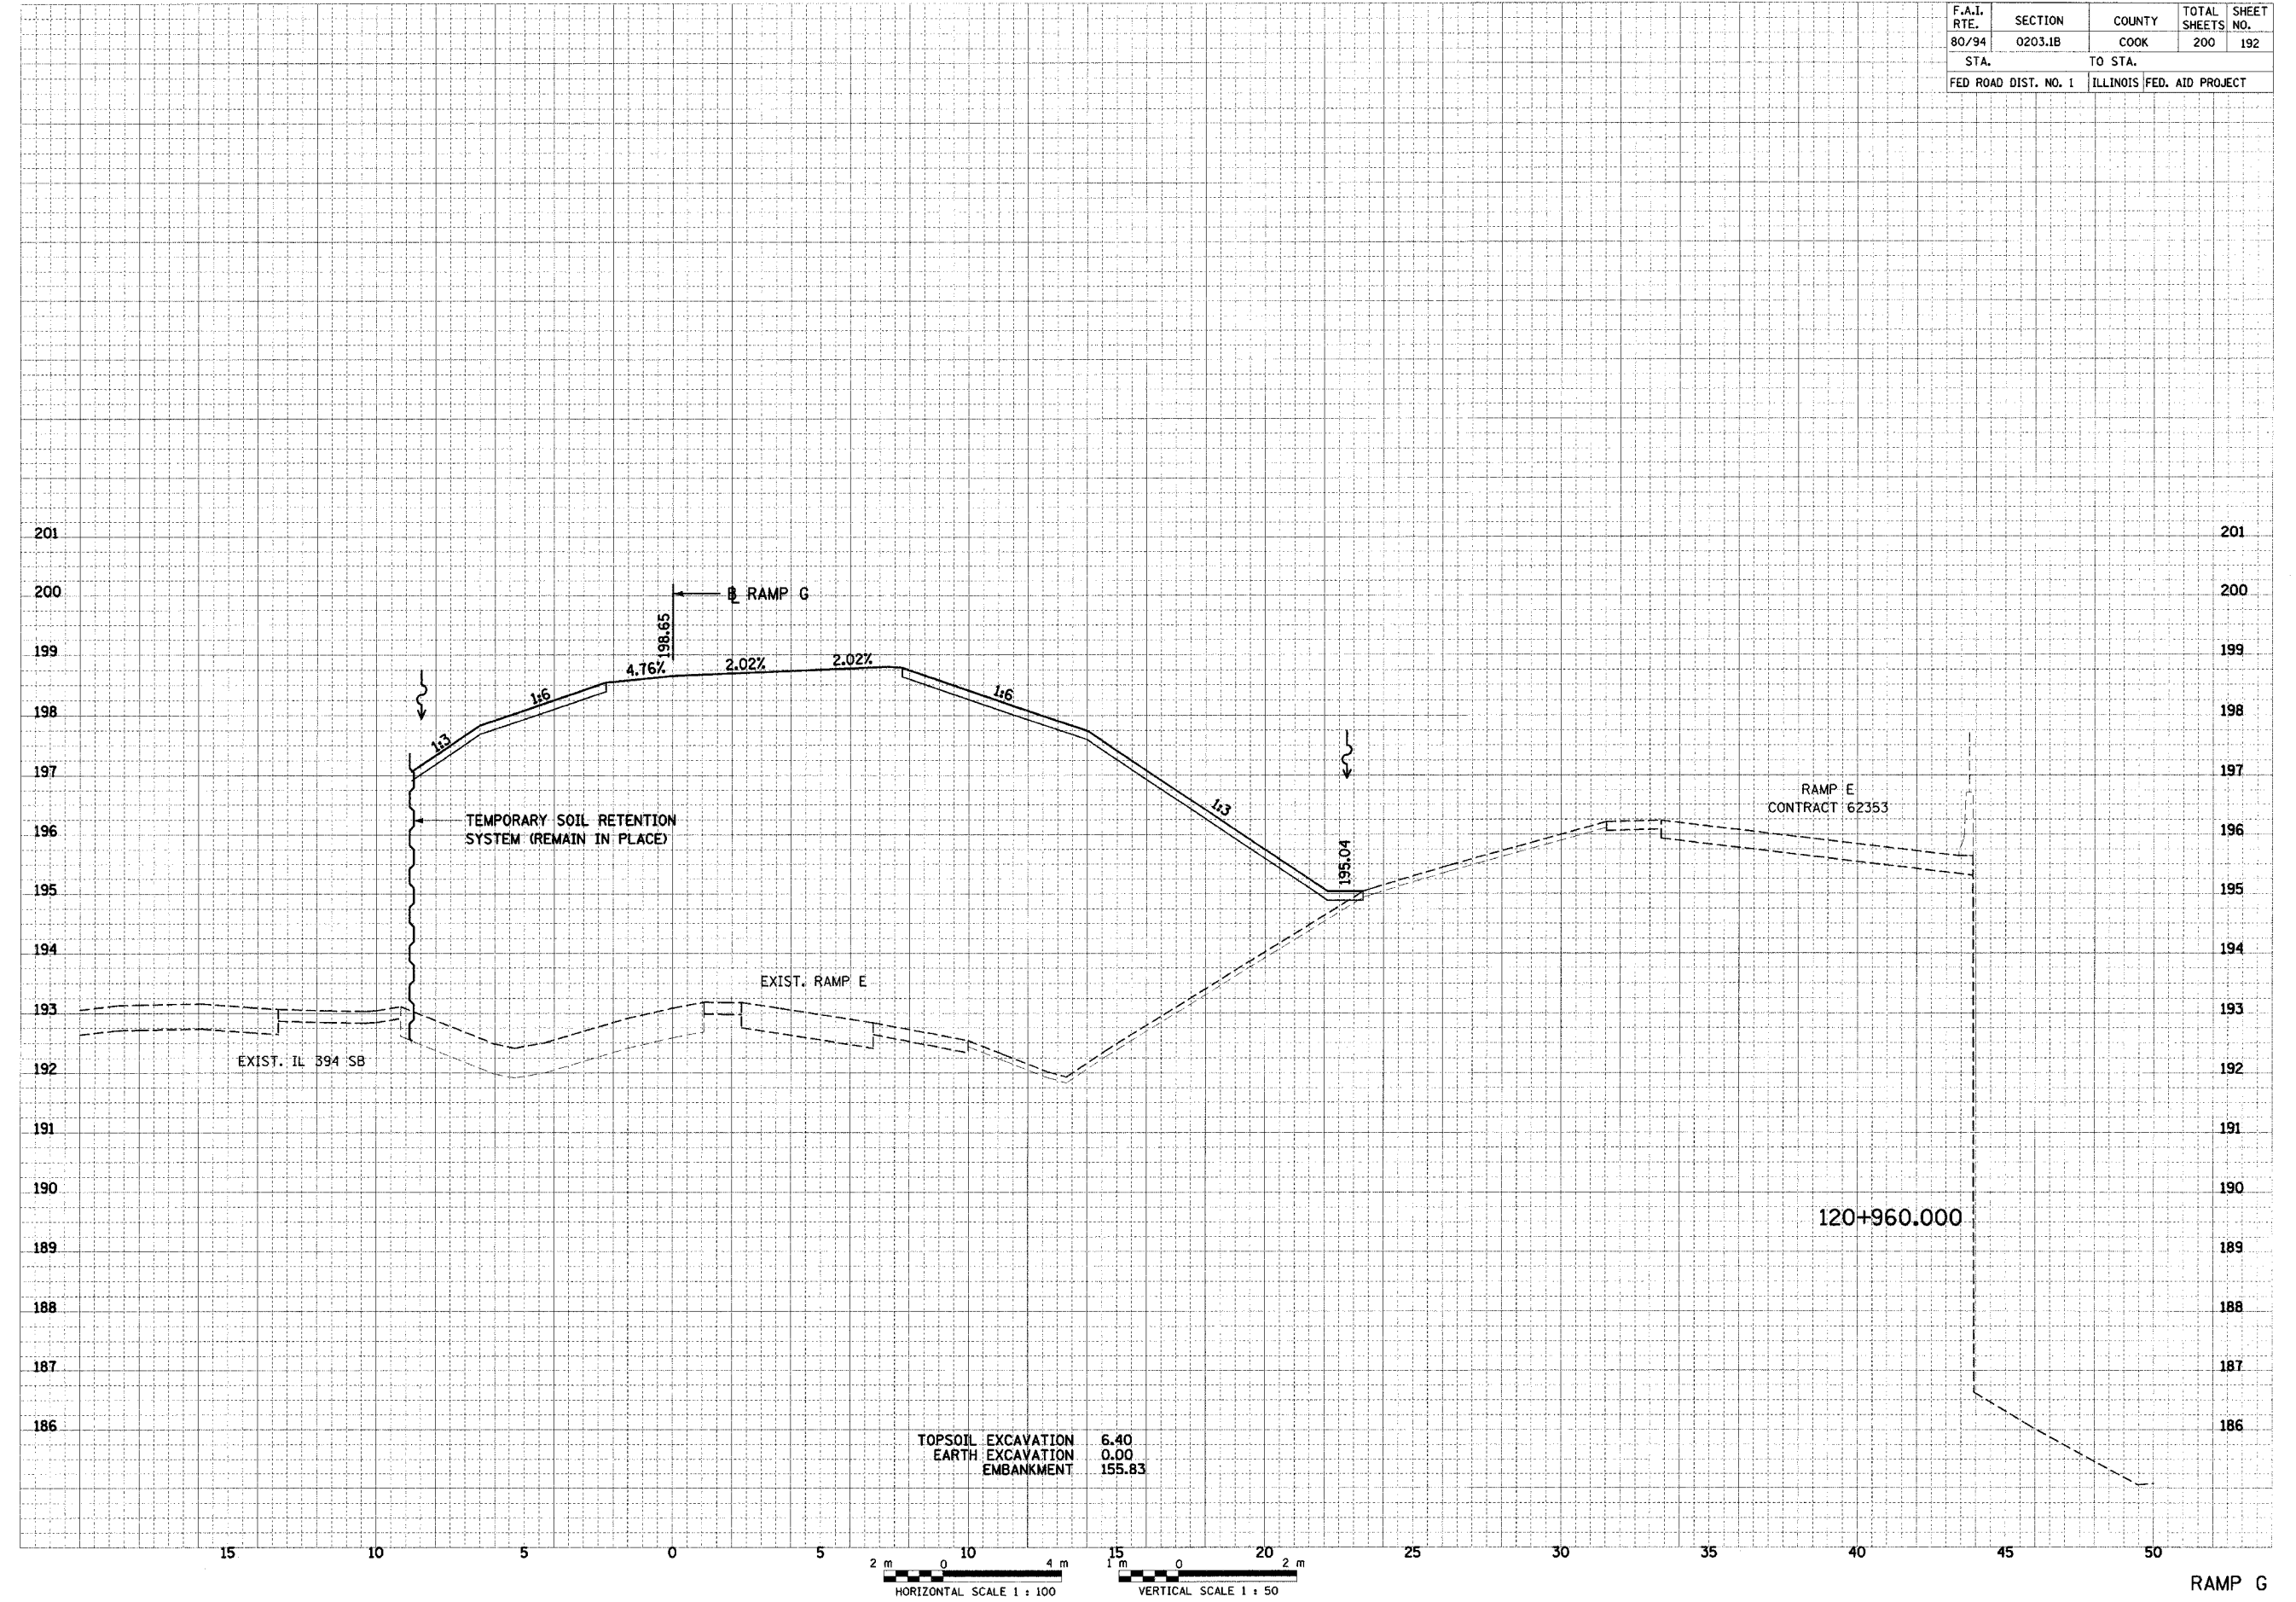 F.A.I. RTE. SECTION COUNTY TOTAL SHEETS SHEET NO.
80/94 0203.1B COOK 200 192
STA. TO STA.
FED ROAD DIST. NO. 1 ILLINOIS FED. AID PROJECT
201 201
200 200
BL RAMP G
198.65
199 199
4.76% 2.02% 2.02%
1:6 1:6
198 198
1:3
197 197
RAMP E
CONTRACT 62353
1:3
TEMPORARY SOIL RETENTION
SYSTEM (REMAIN IN PLACE)
196 196
195.04
195 195
194 194
EXIST. RAMP E
193 193
EXIST. IL 394 SB
192 192
191 191
190 190
120+960.000
189 189
188 188
187 187
186 186
TOPSOIL EXCAVATION 6.40
EARTH EXCAVATION 0.00
EMBANKMENT 155.83
15 10 5 0 5 10 15 20 25 30 35 40 45 50
2 m 0 4 m 1 m 0 2 m
HORIZONTAL SCALE 1 : 100 VERTICAL SCALE 1 : 50
RAMP G